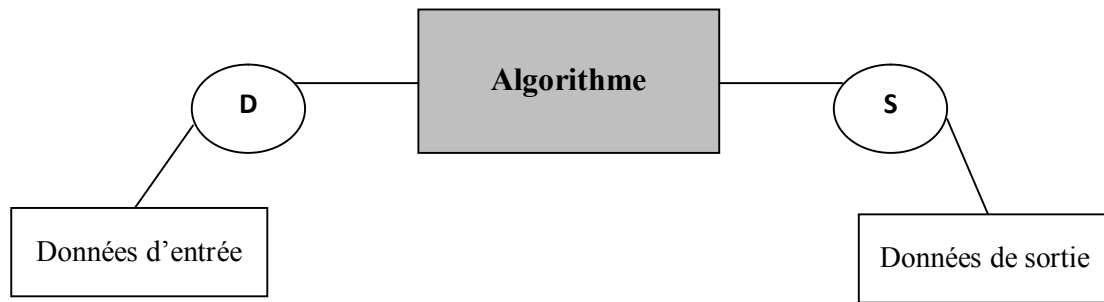 Algorithme
D
S
Données d’entrée
Données de sortie